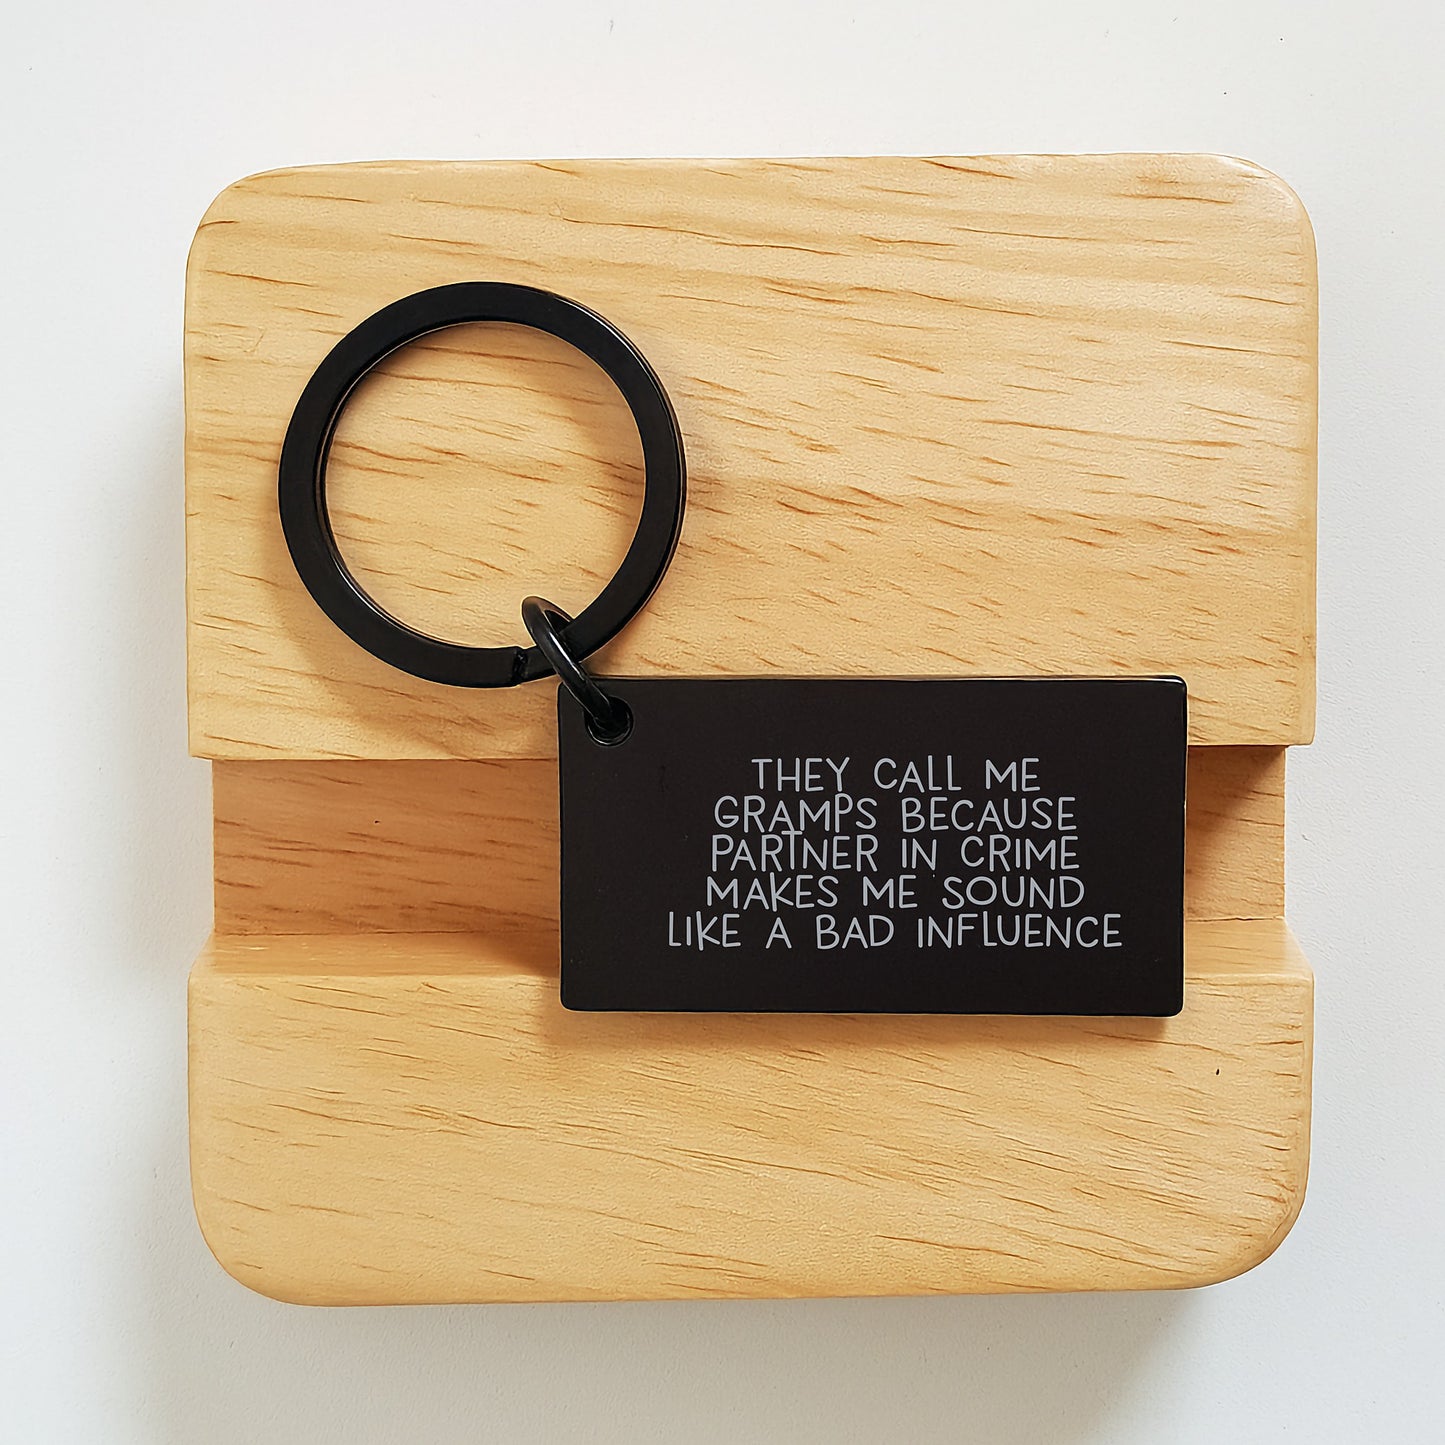 THEY CALL ME
GRAMPS BECAUSE
PARTNER IN CRIME
MAKES ME SOUND
LIKE A BAD INFLUENCE